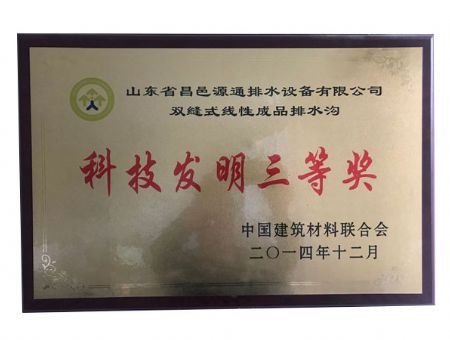 山东省昌邑源通排水设备有限公司
双缝式线性成品排水沟
科技发明三等奖
中国建筑材料联合会
二〇一四年十二月